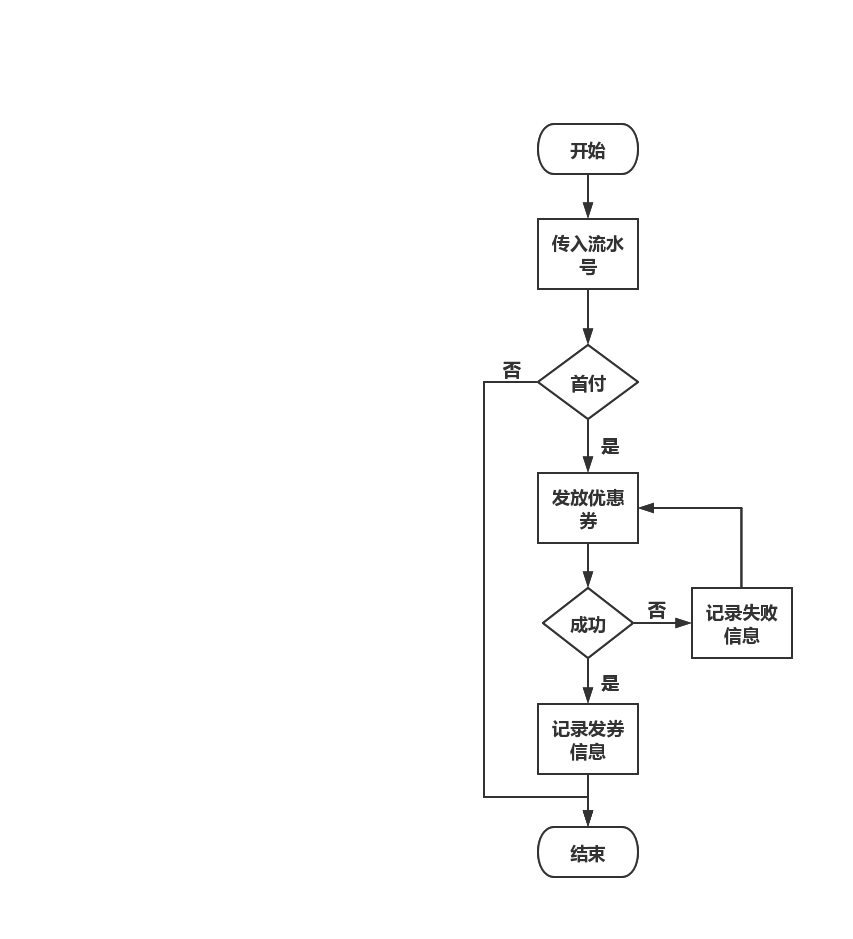 开始
传入流水
号
否
首付
是
发放优惠
券
成功
否
记录失败
信息
是
记录发券
信息
结束